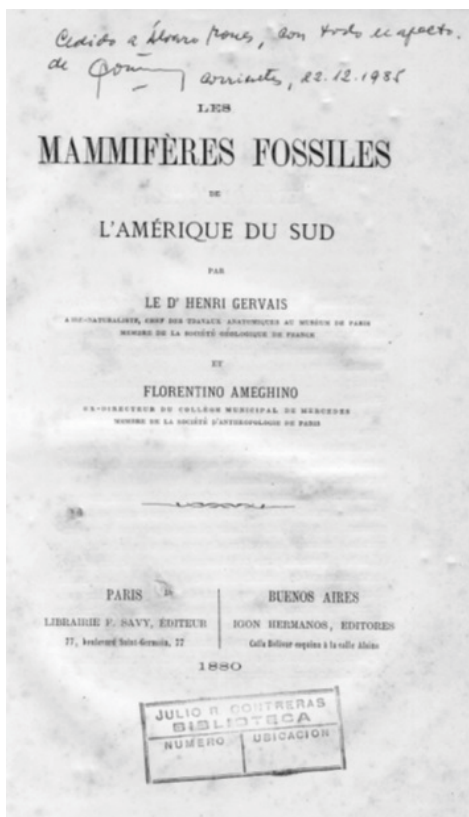 Cedido a Álvaro Mones, con todo respeto.
de Corrientes, 22.12.1985
LES
MAMMIFÈRES FOSSILES
DE
L'AMÉRIQUE DU SUD
PAR
LE Dr HENRI GERVAIS
AIDE-NATURALISTE, CHEF DES TRAVAUX ANATOMIQUES AU MUSÉUM DE PARIS
MEMBRE DE LA SOCIÉTÉ GÉOLOGIQUE DE FRANCE
ET
FLORENTINO AMEGHINO
EX-DIRECTEUR DU COLLÈGE MUNICIPAL DE MERCEDES
MEMBRE DE LA SOCIÉTÉ D'ANTHROPOLOGIE DE PARIS
PARIS
LIBRAIRIE F. SAVY, ÉDITEUR
77, boulevard Saint-Germain, 77
BUENOS AIRES
IGON HERMANOS, EDITORES
Calle Bolivar esquina à la calle Alsina
1880
JULIO R. CONTRERAS
BIBLIOTECA
NUMERO
UBICACION